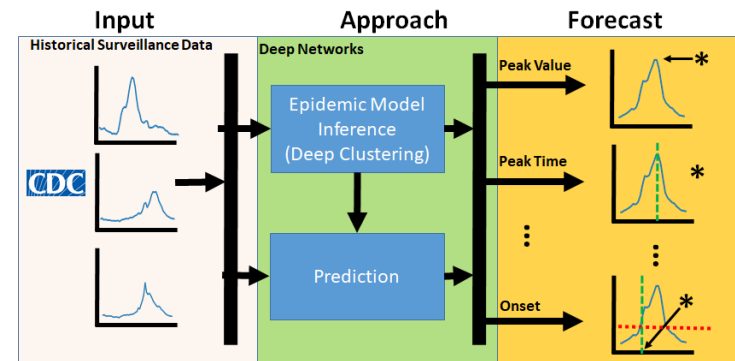 Input
Approach
Forecast
Historical Surveillance Data
Deep Networks
Peak Value
*
Epidemic Model
Inference
(Deep Clustering)
CDC
Peak Time
*
Prediction
Onset
*